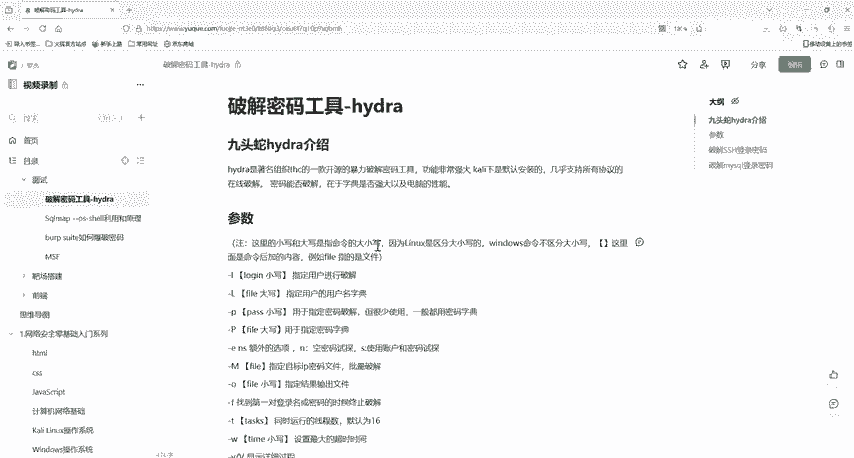 破解密码工具-hydra
https://www.yuque.com/
导入书签...
火狐官方站点
新手上路
常用网址
京东商城
移动设备上的书签
破解密码工具-hydra
分享
视频录制
搜索
首页
目录
测试
破解密码工具-hydra
Sqlmap --os-shell利用和原理
burp suite如何爆破密码
MSF
靶场搭建
前端
思维导图
1.网络安全零基础入门系列
html
css
JavaScript
计算机网络基础
Kali Linux操作系统
Windows操作系统
破解密码工具-hydra
九头蛇hydra介绍
hydra是著名组织thc的一款开源的暴力破解密码工具，功能非常强大 kali下是默认安装的，几乎支持所有协议的
在线破解。 密码能否破解，在于字典是否强大以及电脑的性能。
参数
（注：这里的小写和大写是指命令的大小写，因为Linux是区分大小写的，windows命令不区分大小写，【】这里
面是命令后加的内容，例如file 指的是文件）
-l 【login 小写】 指定用户进行破解
-L 【file 大写】 指定用户的用户名字典
-p 【pass 小写】 用于指定密码破解，但很少使用，一般都用密码字典
-P 【file 大写】用于指定密码字典
-e ns 额外的选项 ，n：空密码试探，s:使用账户和密码试探
-M 【file】指定目标ip密码文件，批量破解
-o 【file 小写】指定结果输出文件
-f 找到第一对登录名或密码的时候终止破解
-t 【tasks】 同时运行的线程数，默认为16
-w 【time 小写】 设置最大的超时时间
-v/V 显示详细过程
大纲
九头蛇hydra介绍
参数
破解SSH登录密码
破解mysql登录密码